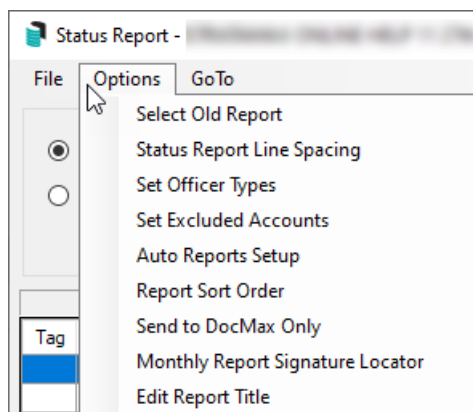 Status Report -
File Options GoTo
Select Old Report
Status Report Line Spacing
Set Officer Types
Set Excluded Accounts
Auto Reports Setup
Report Sort Order
Send to DocMax Only
Tag
Monthly Report Signature Locator
Edit Report Title